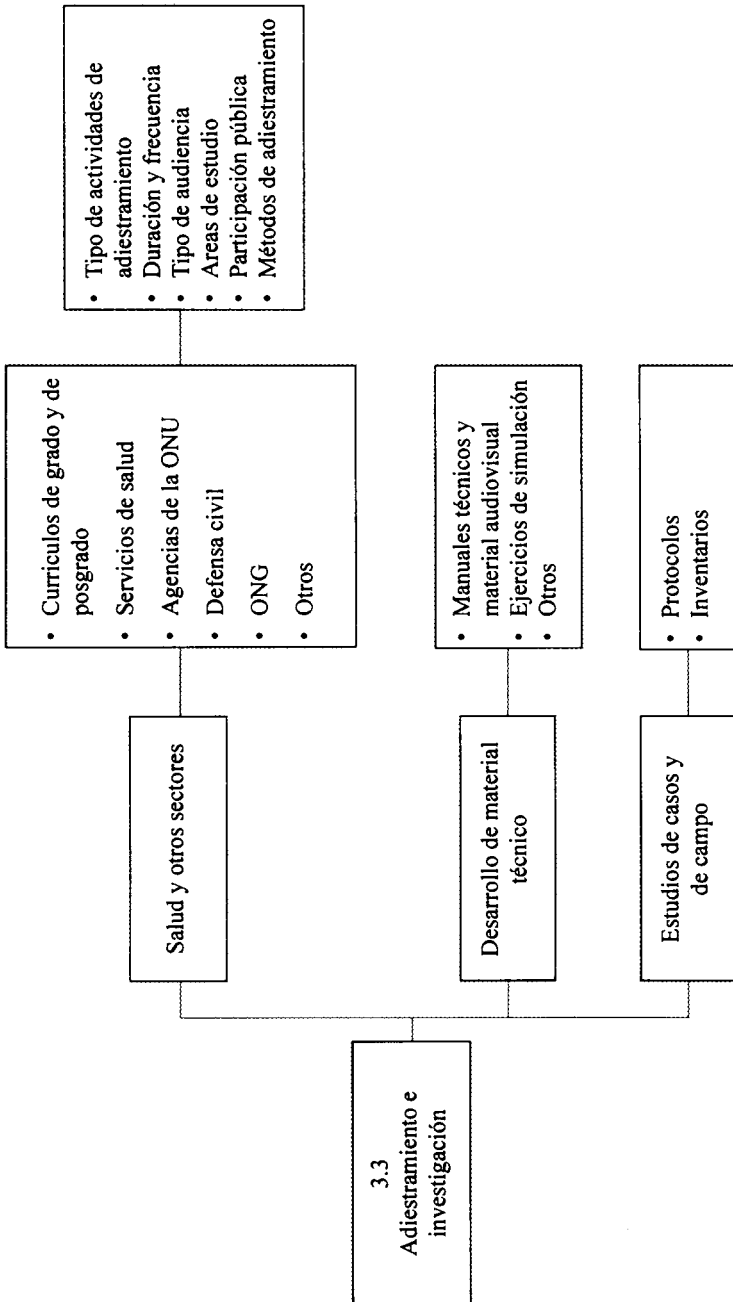 3.3
Adiestramiento e
investigación
Salud y otros sectores
• Curriculos de grado y de
posgrado
• Servicios de salud
• Agencias de la ONU
• Defensa civil
• ONG
• Otros
• Tipo de actividades de
adiestramiento
• Duración y frecuencia
• Tipo de audiencia
• Areas de estudio
• Participación pública
• Métodos de adiestramiento
Desarrollo de material
técnico
• Manuales técnicos y
material audiovisual
• Ejercicios de simulación
• Otros
Estudios de casos y
de campo
• Protocolos
• Inventarios